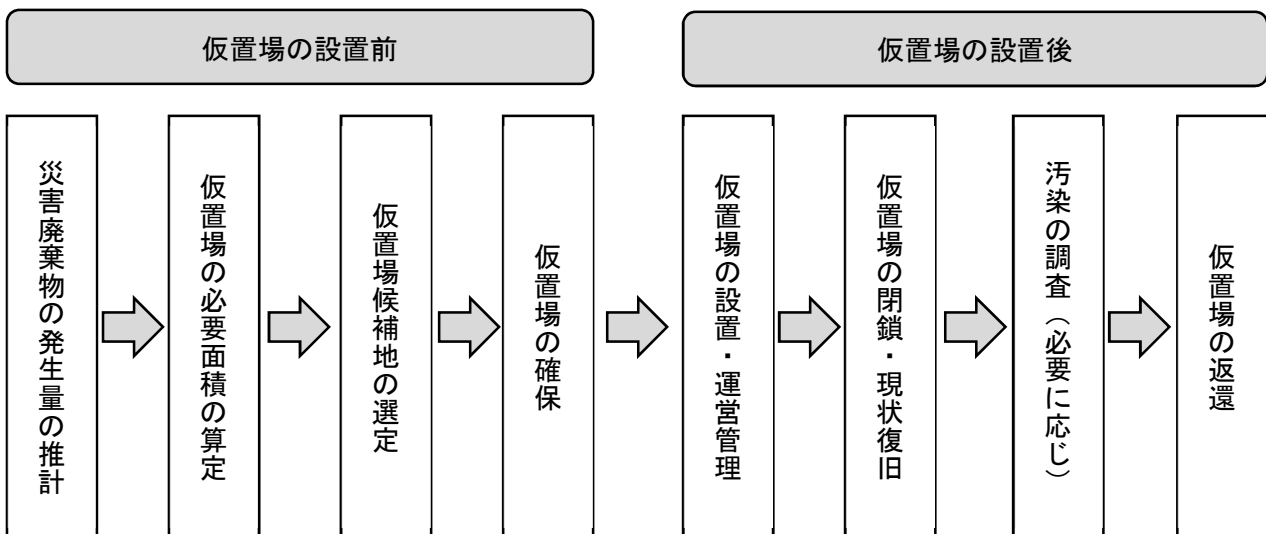 仮置場の設置前
仮置場の設置後
災害廃棄物の発生量の推計
仮置場の必要面積の算定
仮置場候補地の選定
仮置場の確保
仮置場の設置・運営管理
仮置場の閉鎖・現状復旧
汚染の調査（必要に応じ）
仮置場の返還